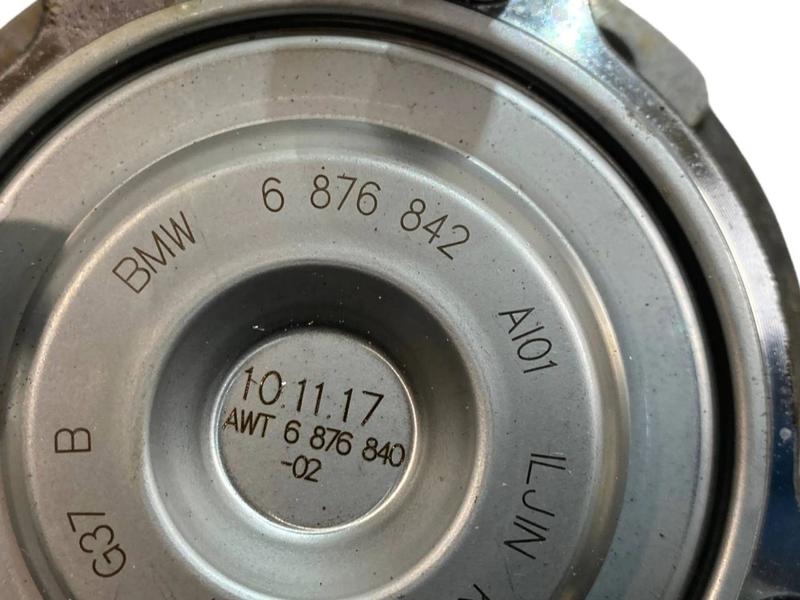 BMW 6 876 842 AI01 ILJIN
G37 B
10.11.17
AWT 6 876 840
-02